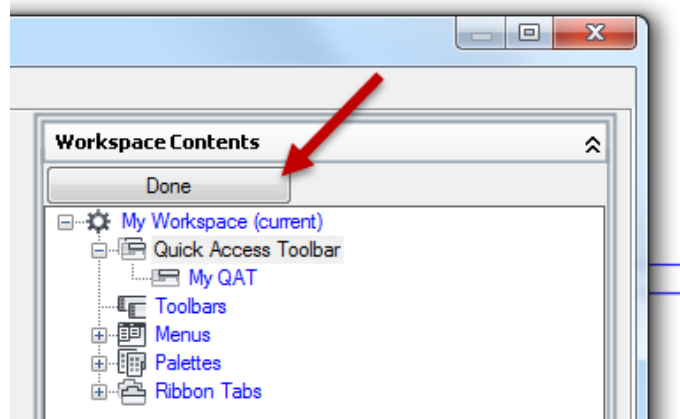 Workspace Contents
Done
My Workspace (current)
Quick Access Toolbar
My QAT
Toolbars
Menus
Palettes
Ribbon Tabs